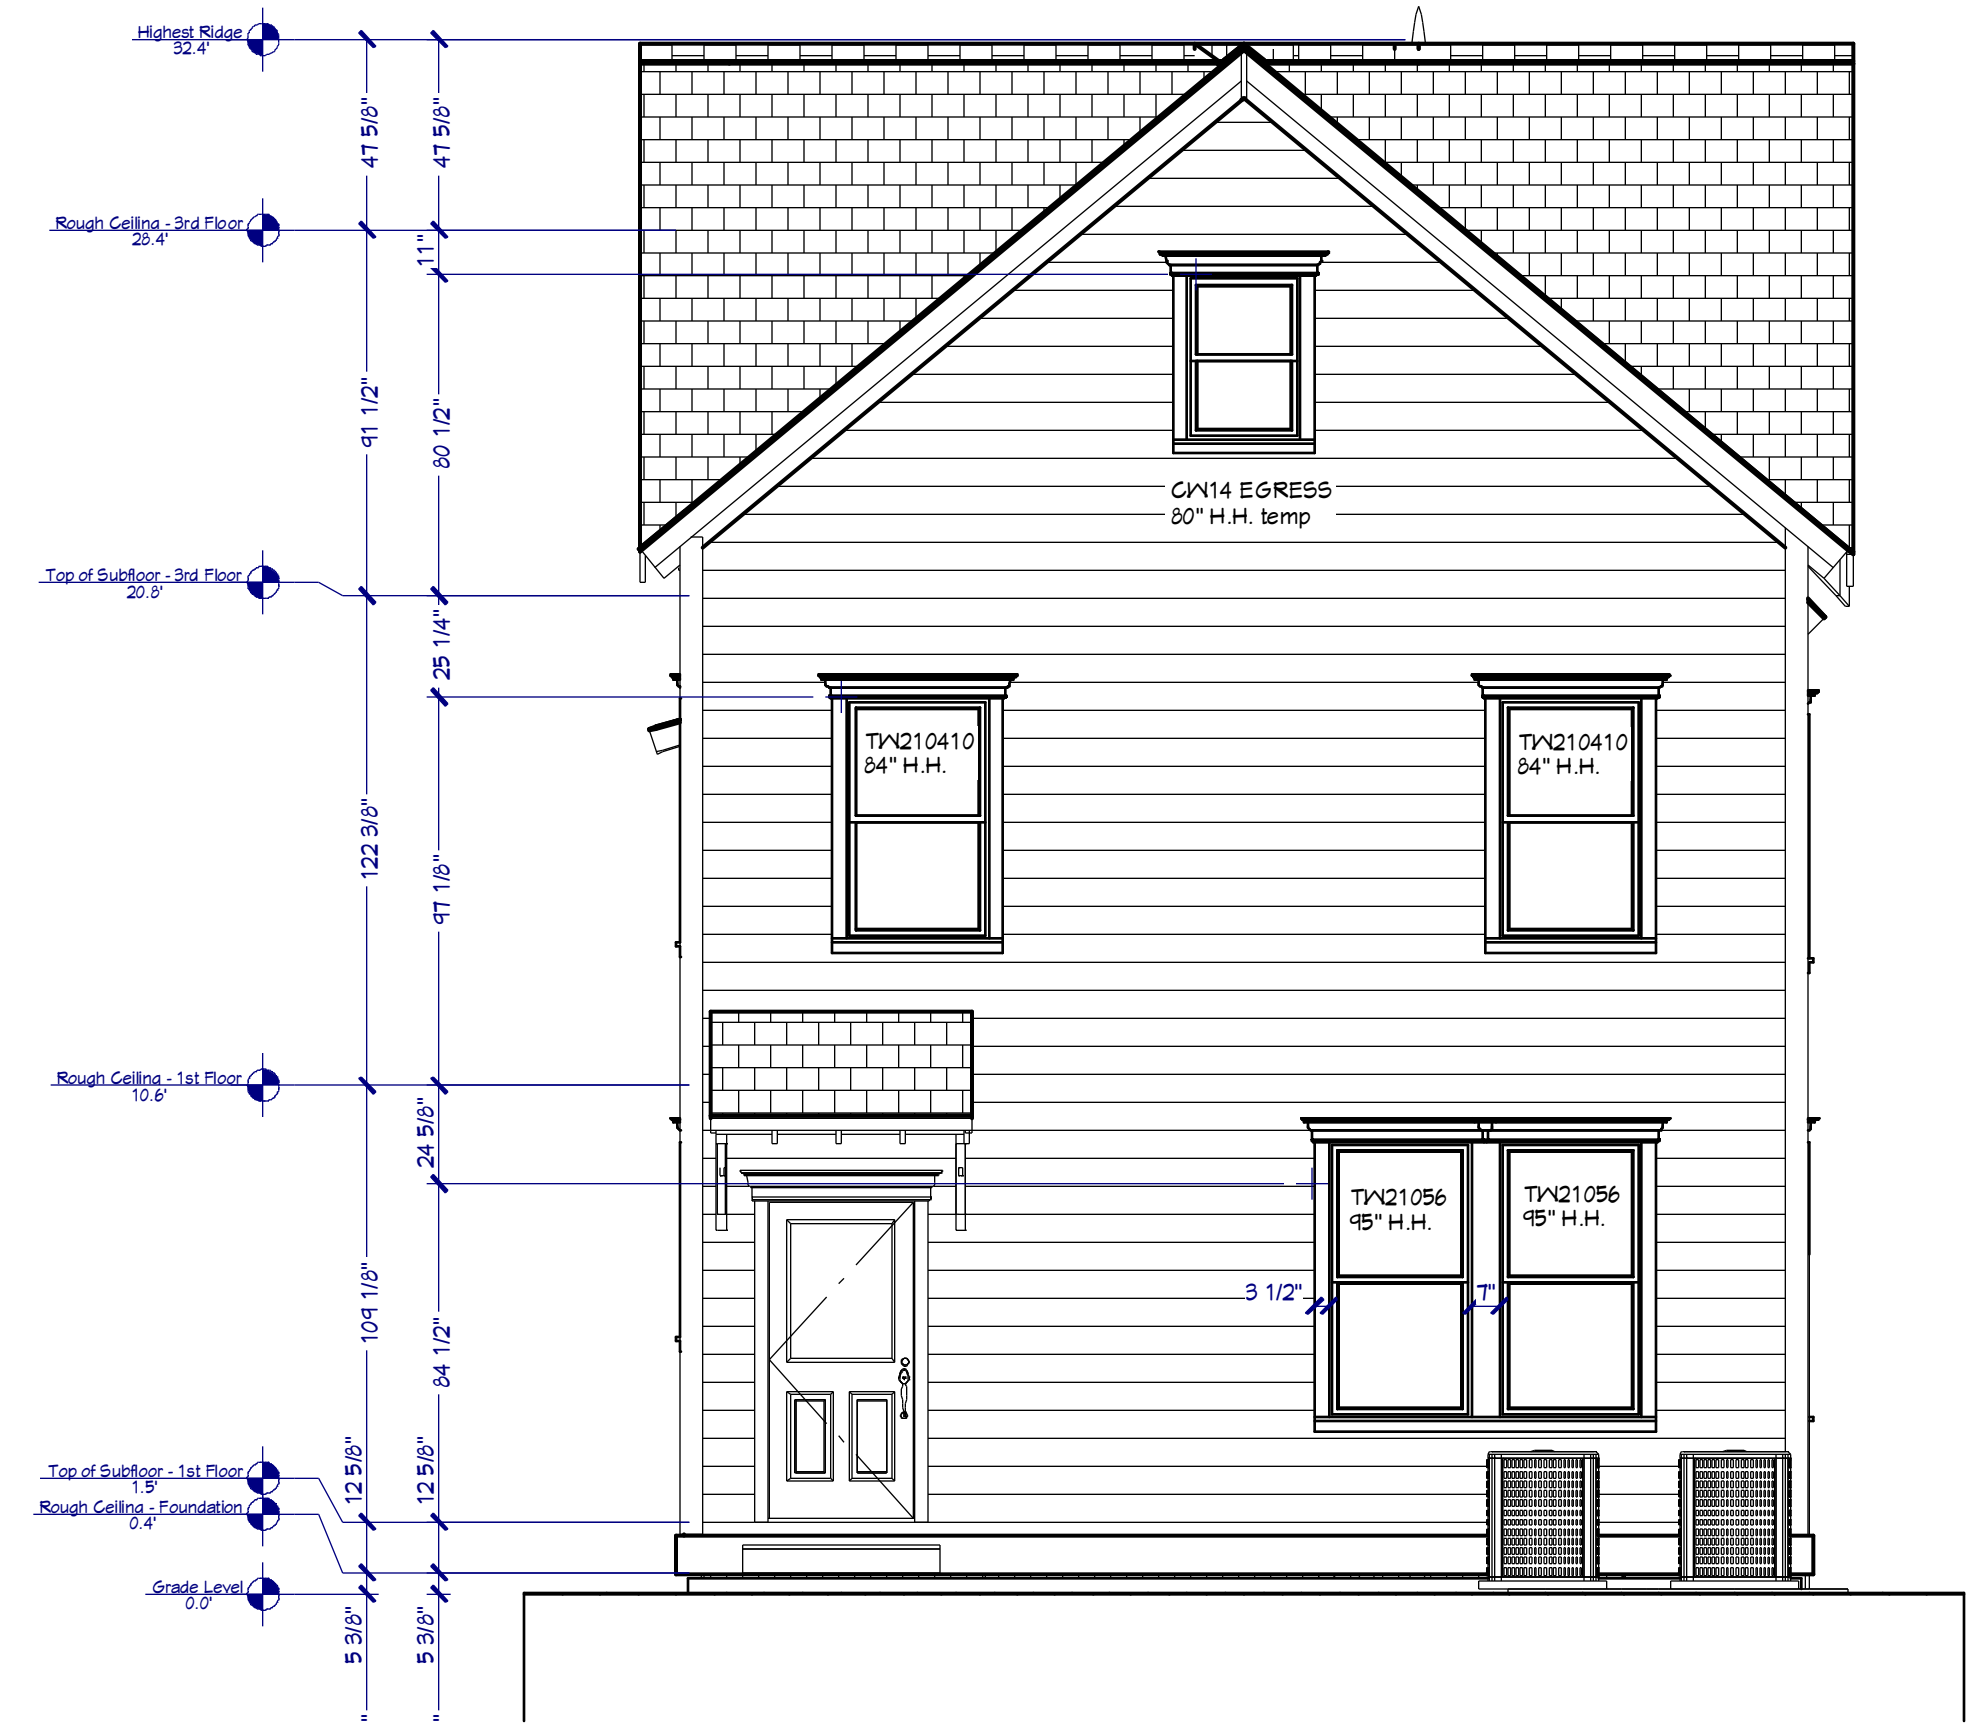 Highest Ridge
32.4'
47 5/8"
47 5/8"
Rough Ceiling - 3rd Floor
28.4'
11"
91 1/2"
80 1/2"
CW14 EGRESS
80" H.H. temp
Top of Subfloor - 3rd Floor
20.8'
25 1/4"
TW210410
84" H.H.
TW210410
84" H.H.
122 3/8"
97 1/8"
Rough Ceiling - 1st Floor
10.6'
24 5/8"
TW21056
95" H.H.
TW21056
95" H.H.
3 1/2"
7"
109 1/8"
84 1/2"
12 5/8"
12 5/8"
Top of Subfloor - 1st Floor
1.5'
Rough Ceiling - Foundation
0.4'
Grade Level
0.0'
5 3/8"
5 3/8"